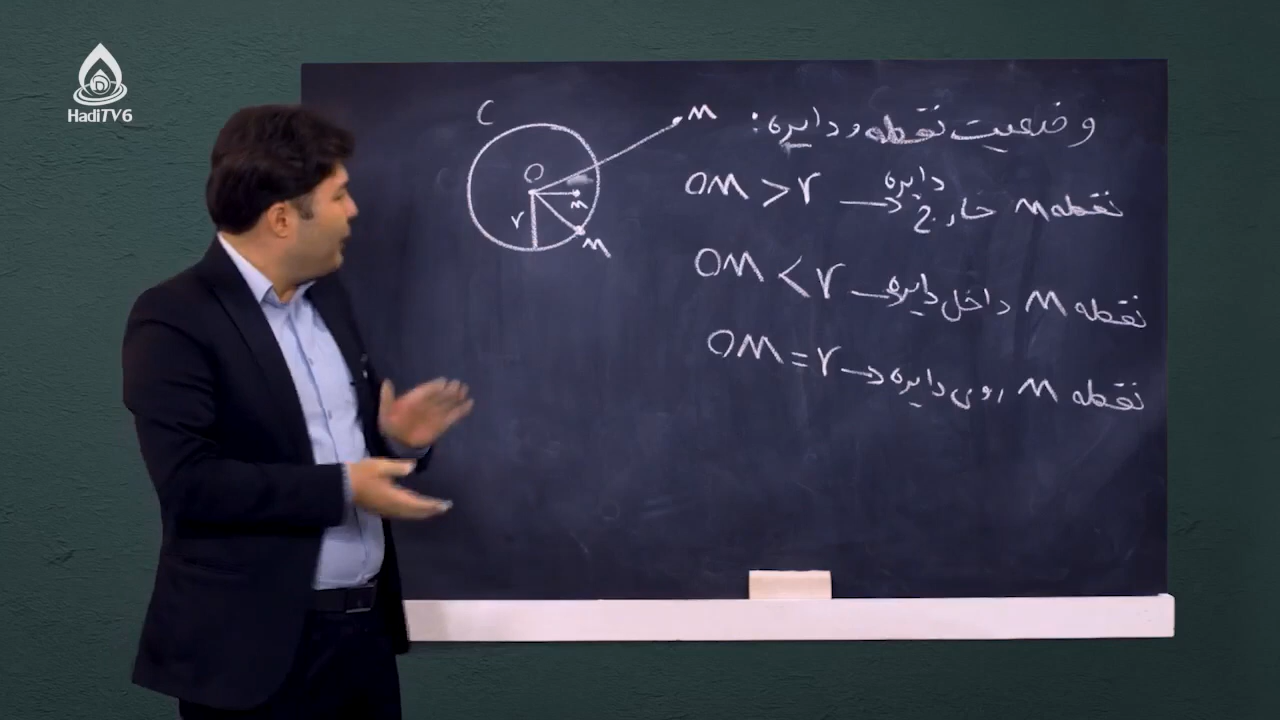 HadiTV6
وضعیت نقطه و دایره:
OM > r → نقطه M خارج دایره
OM < r → نقطه M داخل دایره
OM = r → نقطه M روی دایره
C
M
O
M
r
M